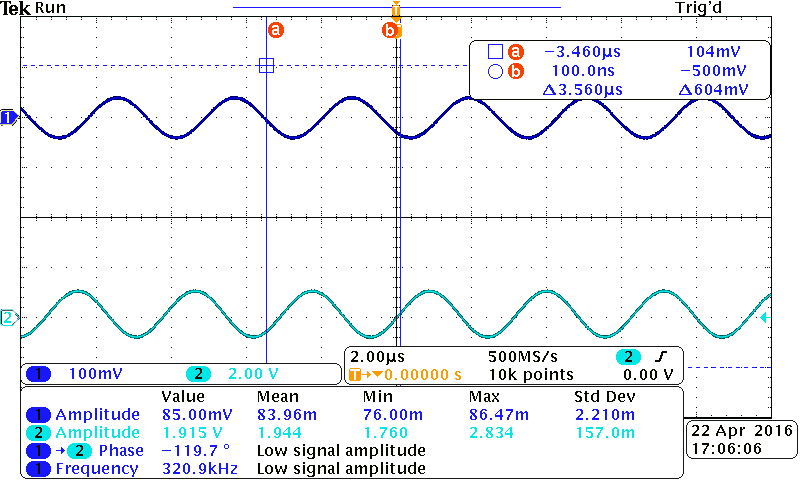 Tek Run Trig'd
T
a b
a −3.460µs 104mV
b 100.0ns −500mV
Δ3.560µs Δ604mV
1
2
1 100mV 2 2.00 V
2.00µs 500MS/s 2
T→▼0.00000 s 10k points 0.00 V
Value Mean Min Max Std Dev
1 Amplitude 85.00mV 83.96m 76.00m 86.47m 2.210m
2 Amplitude 1.915 V 1.944 1.760 2.834 157.0m
1 → 2 Phase −119.7 ° Low signal amplitude
1 Frequency 320.9kHz Low signal amplitude
22 Apr 2016
17:06:06